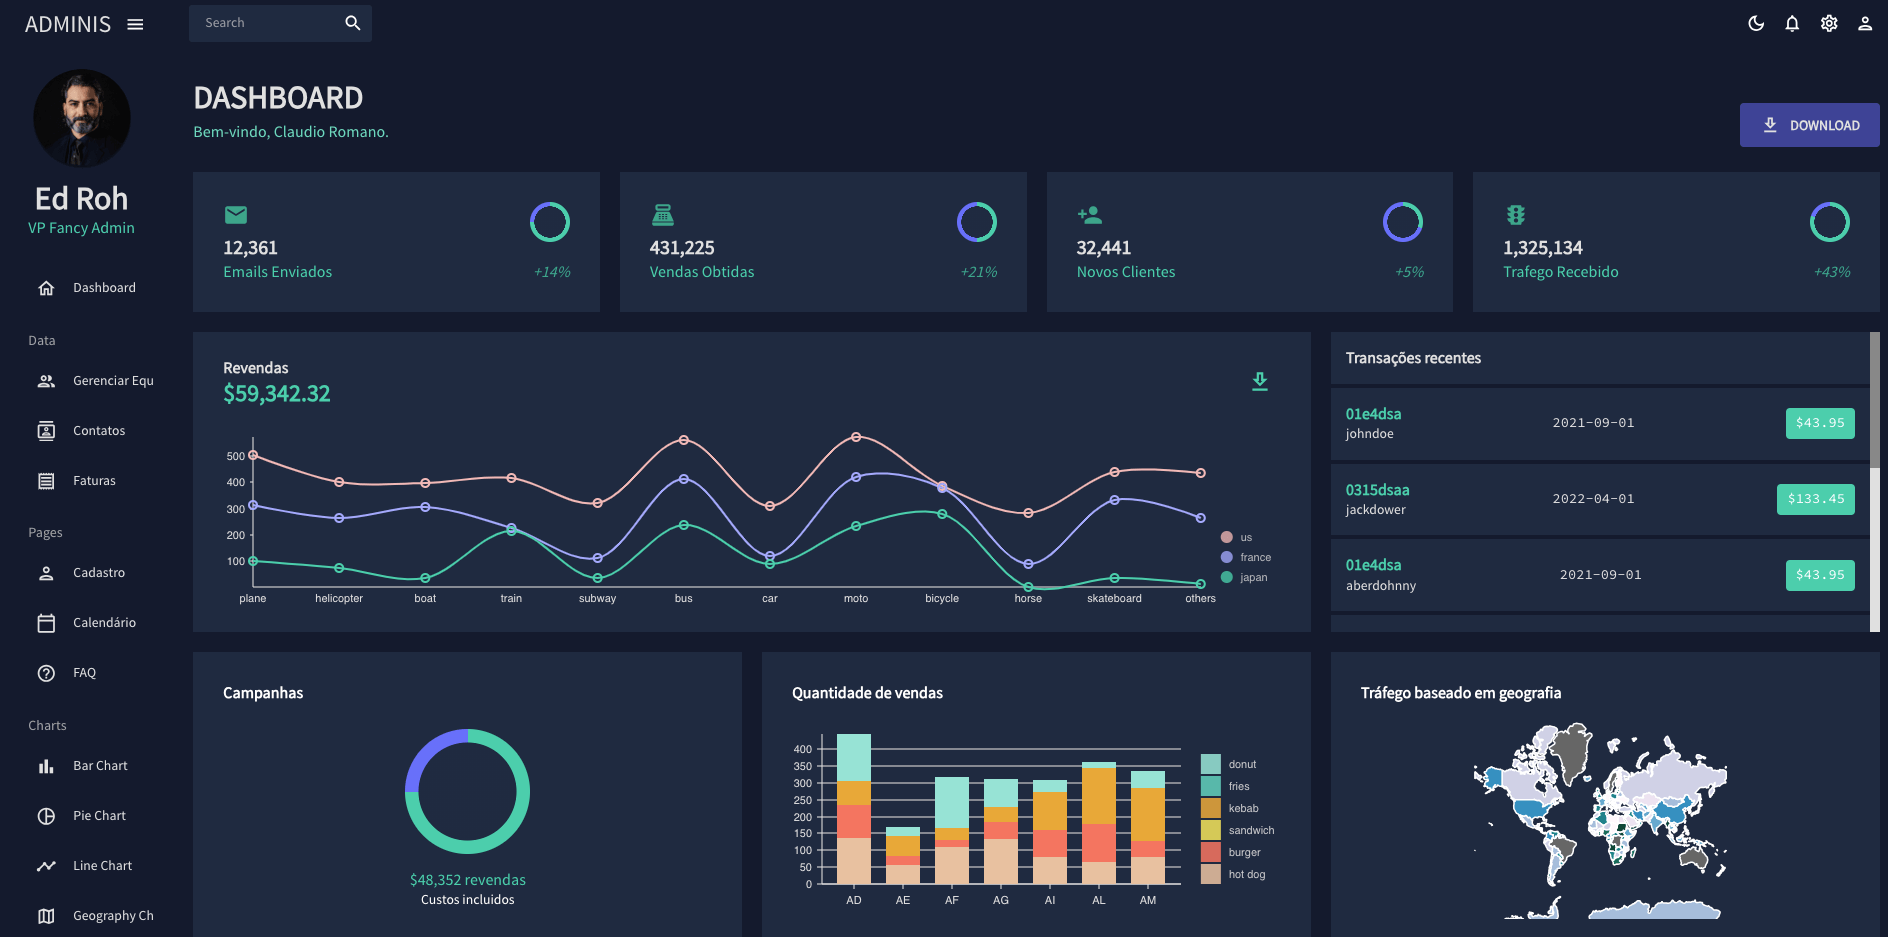 ADMINIS
Search
Ed Roh
VP Fancy Admin
Dashboard
Data
Gerenciar Equ
Contatos
Faturas
Pages
Cadastro
Calendário
FAQ
Charts
Bar Chart
Pie Chart
Line Chart
Geography Ch
DASHBOARD
Bem-vindo, Claudio Romano.
DOWNLOAD
12,361
Emails Enviados
+14%
431,225
Vendas Obtidas
+21%
32,441
Novos Clientes
+5%
1,325,134
Trafego Recebido
+43%
Revendas
$59,342.32
500
400
300
200
100
plane helicopter boat train subway bus car moto bicycle horse skateboard others
us
france
japan
Transações recentes
01e4dsa
johndoe
2021-09-01
$43.95
0315dsaa
jackdower
2022-04-01
$133.45
01e4dsa
aberdohnny
2021-09-01
$43.95
Campanhas
$48,352 revendas
Custos incluidos
Quantidade de vendas
400
350
300
250
200
150
100
50
0
AD AE AF AG AI AL AM
donut
fries
kebab
sandwich
burger
hot dog
Tráfego baseado em geografia